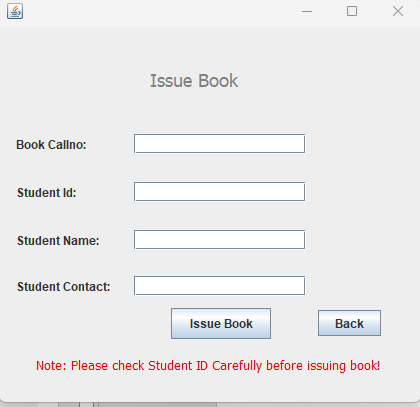 Issue Book
Book Callno:
Student Id:
Student Name:
Student Contact:
Issue Book Back
Note: Please check Student ID Carefully before issuing book!